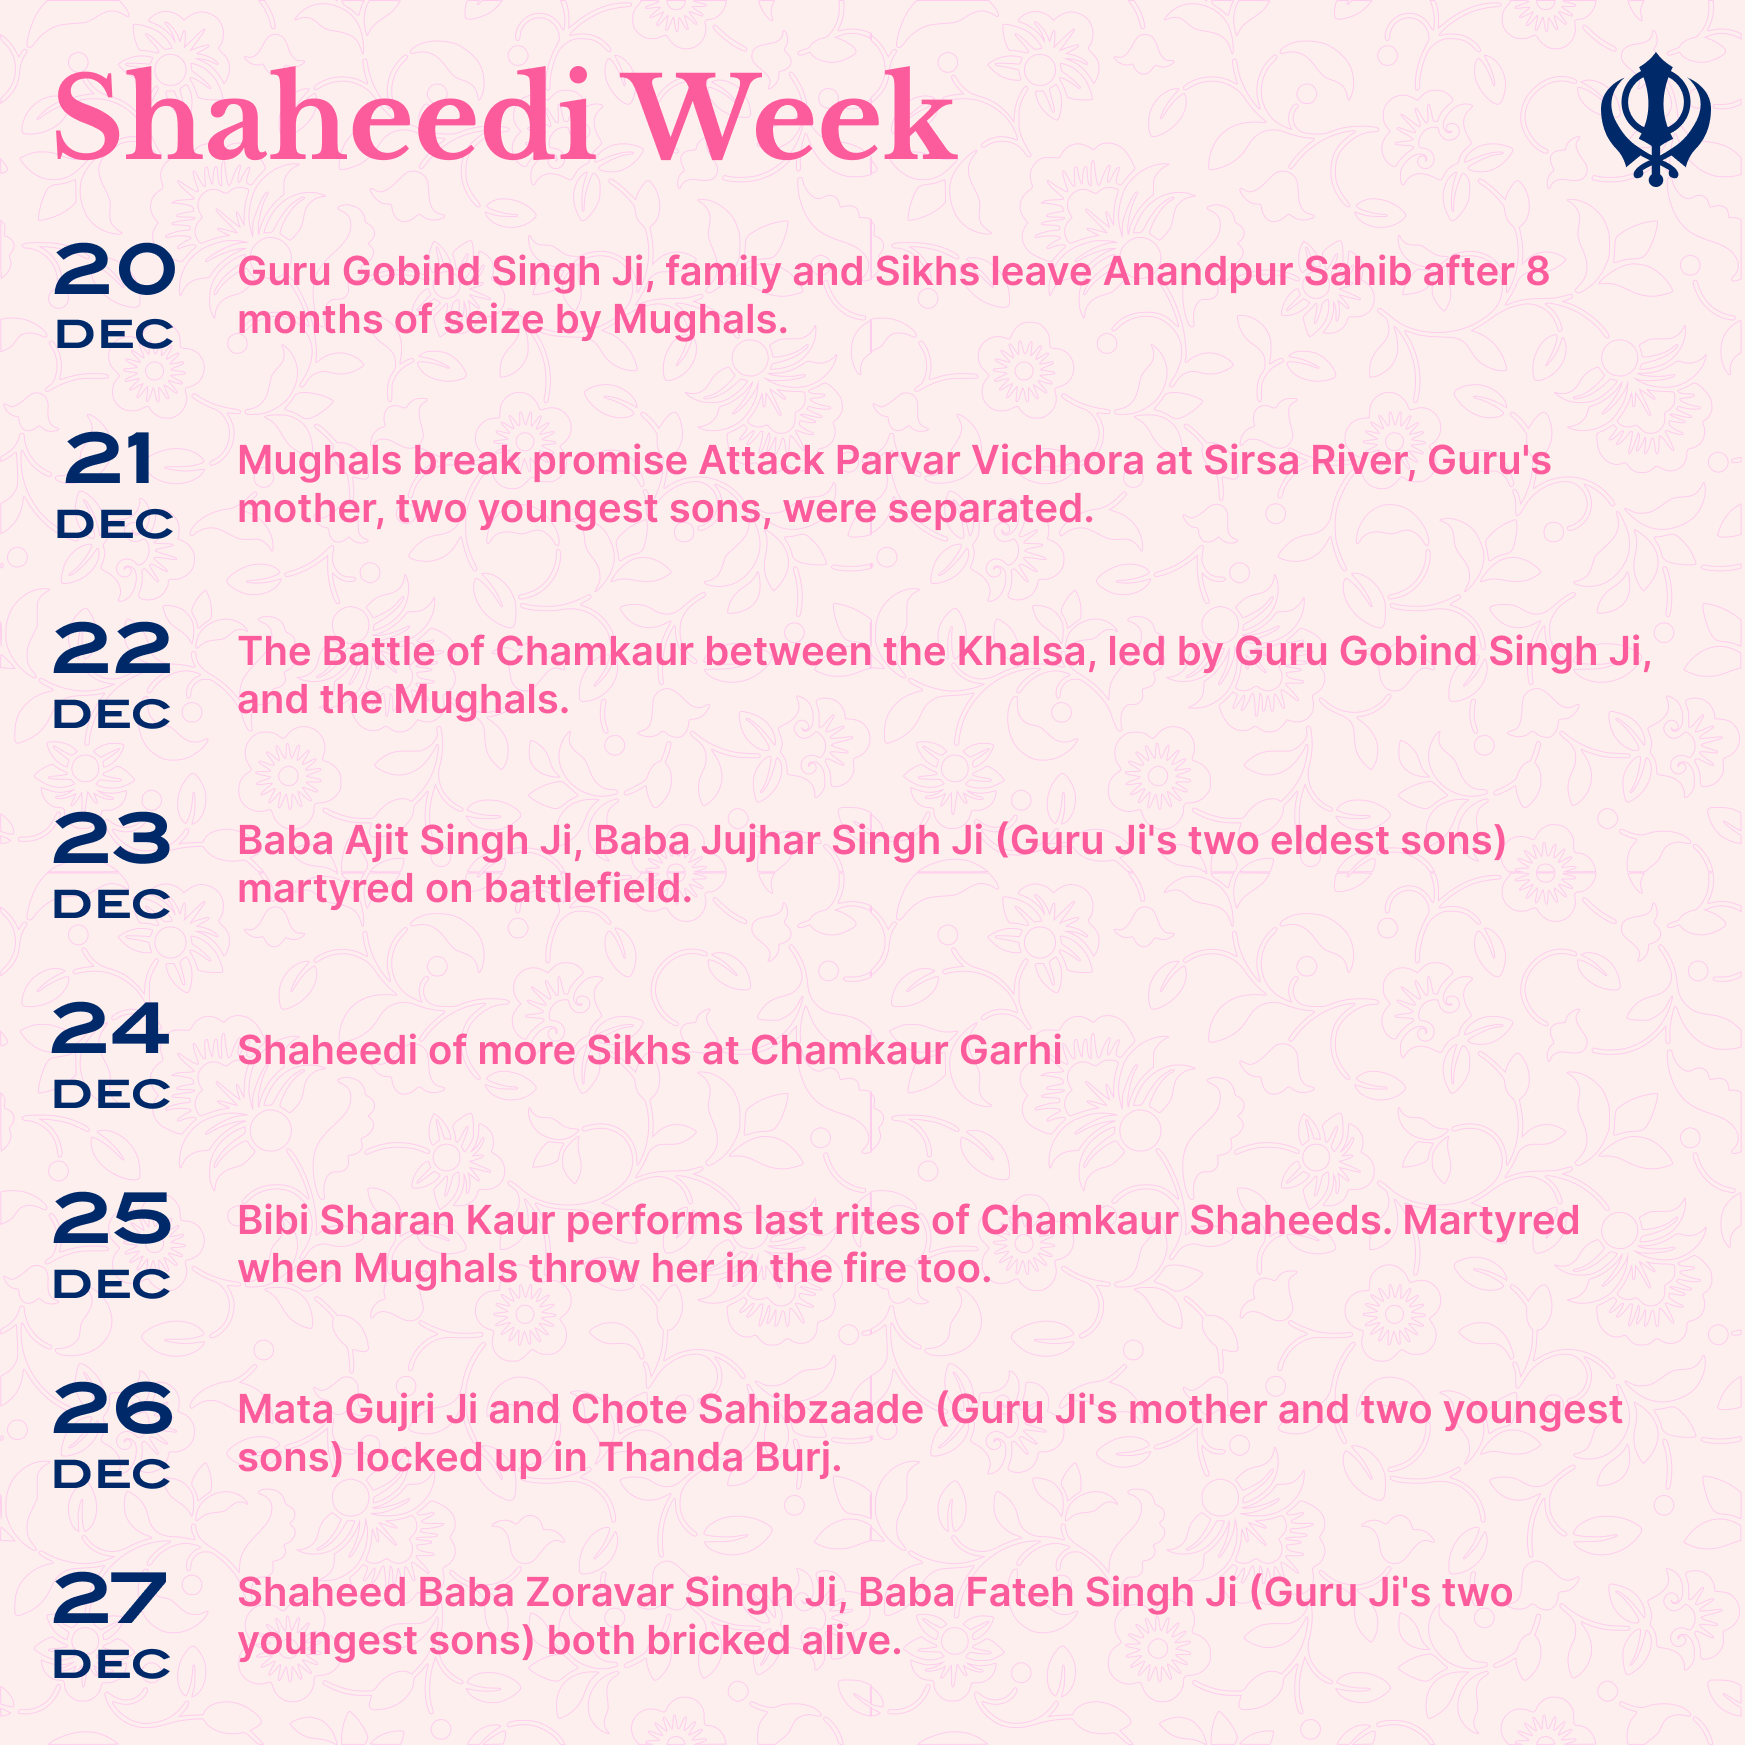 Shaheedi Week
20
DEC
Guru Gobind Singh Ji, family and Sikhs leave Anandpur Sahib after 8
months of seize by Mughals.
21
DEC
Mughals break promise Attack Parvar Vichhora at Sirsa River, Guru's
mother, two youngest sons, were separated.
22
DEC
The Battle of Chamkaur between the Khalsa, led by Guru Gobind Singh Ji,
and the Mughals.
23
DEC
Baba Ajit Singh Ji, Baba Jujhar Singh Ji (Guru Ji's two eldest sons)
martyred on battlefield.
24
DEC
Shaheedi of more Sikhs at Chamkaur Garhi
25
DEC
Bibi Sharan Kaur performs last rites of Chamkaur Shaheeds. Martyred
when Mughals throw her in the fire too.
26
DEC
Mata Gujri Ji and Chote Sahibzaade (Guru Ji's mother and two youngest
sons) locked up in Thanda Burj.
27
DEC
Shaheed Baba Zoravar Singh Ji, Baba Fateh Singh Ji (Guru Ji's two
youngest sons) both bricked alive.